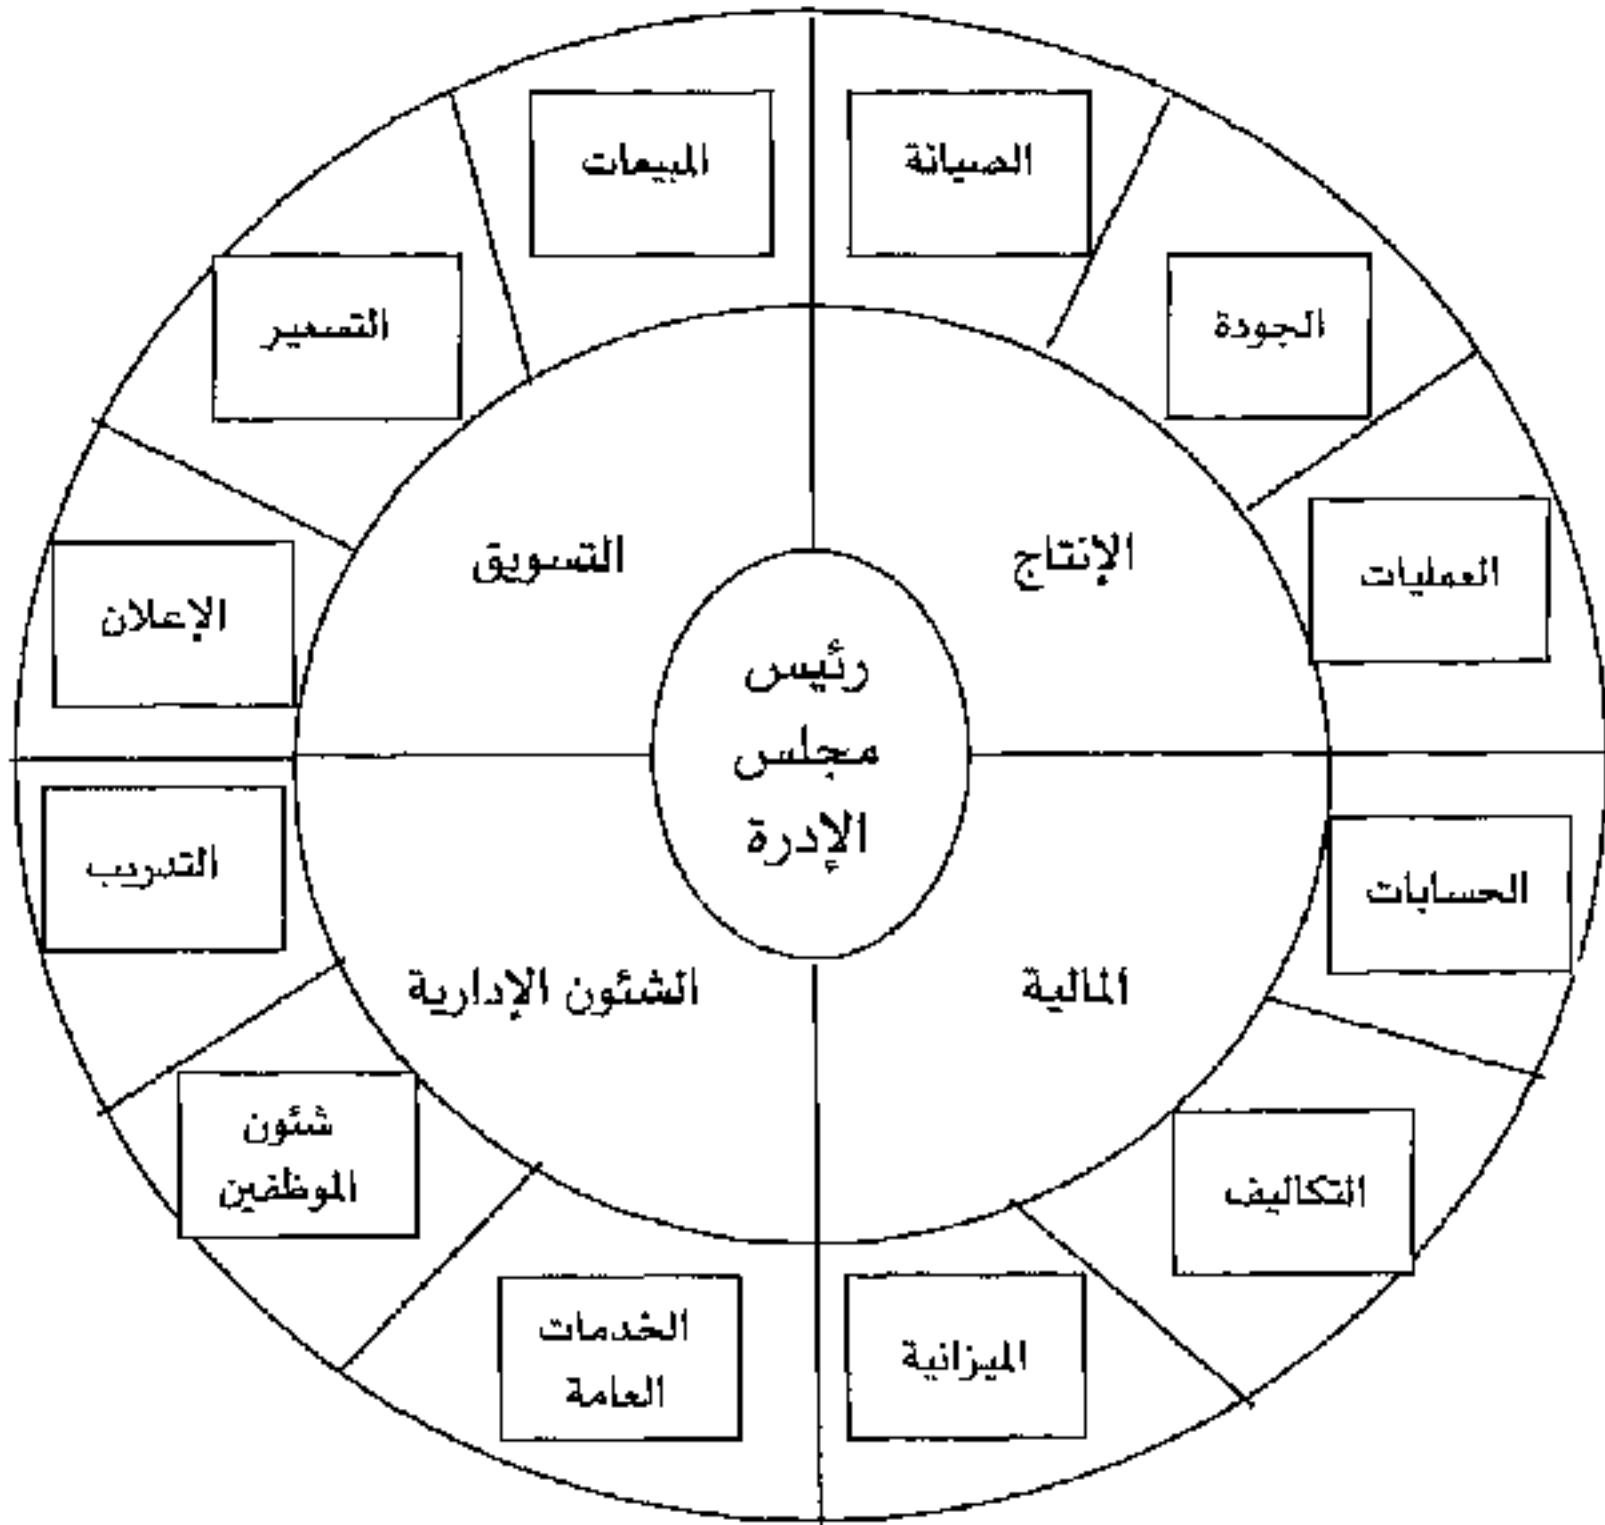 المبيعات
الصيانة
التسعير
الجودة
الإعلان
العمليات
التسويق
الإنتاج
رئيس
مجلس
الإدرة
التدريب
الحسابات
الشئون الإدارية
المالية
شئون
الموظفين
التكاليف
الخدمات
العامة
الميزانية